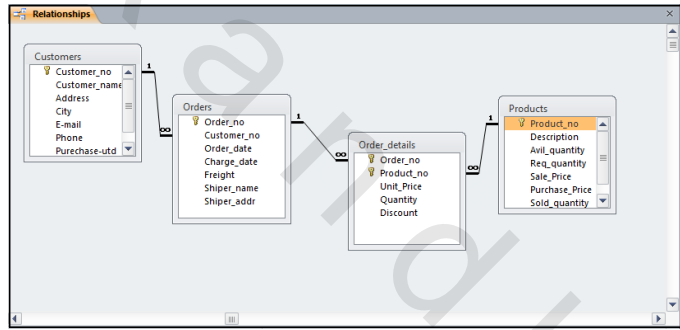 Relationships
Customers
Customer_no
Customer_name
Address
City
E-mail
Phone
Purechase-utd
1
∞
Orders
Order_no
Customer_no
Order_date
Charge_date
Freight
Shiper_name
Shiper_addr
1
∞
Order_details
Order_no
Product_no
Unit_Price
Quantity
Discount
∞
1
Products
Product_no
Description
Avil_quantity
Req_quantity
Sale_Price
Purchase_Price
Sold_quantity